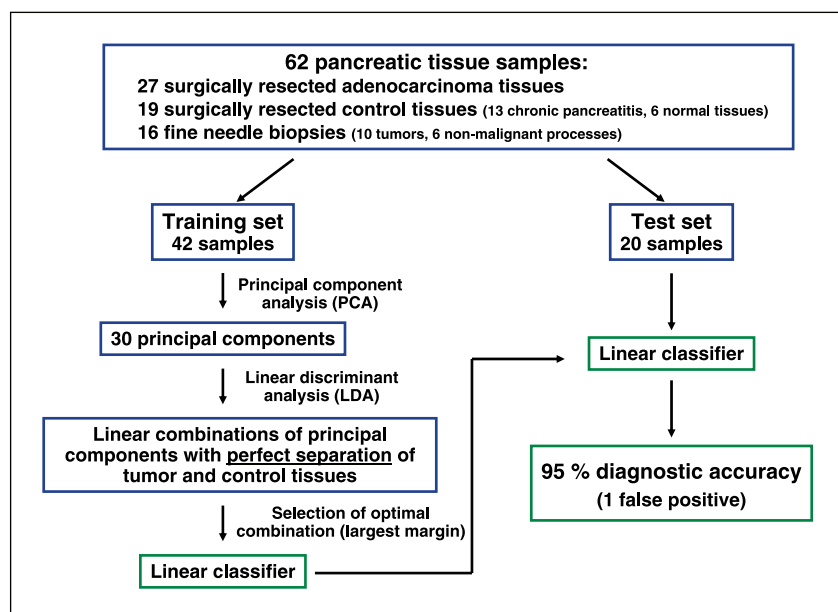 62 pancreatic tissue samples:
27 surgically resected adenocarcinoma tissues
19 surgically resected control tissues (13 chronic pancreatitis, 6 normal tissues)
16 fine needle biopsies (10 tumors, 6 non-malignant processes)
Training set
42 samples
Principal component
analysis (PCA)
30 principal components
Linear discriminant
analysis (LDA)
Linear combinations of principal
components with perfect separation of
tumor and control tissues
Selection of optimal
combination (largest margin)
Linear classifier
Test set
20 samples
Linear classifier
95 % diagnostic accuracy
(1 false positive)